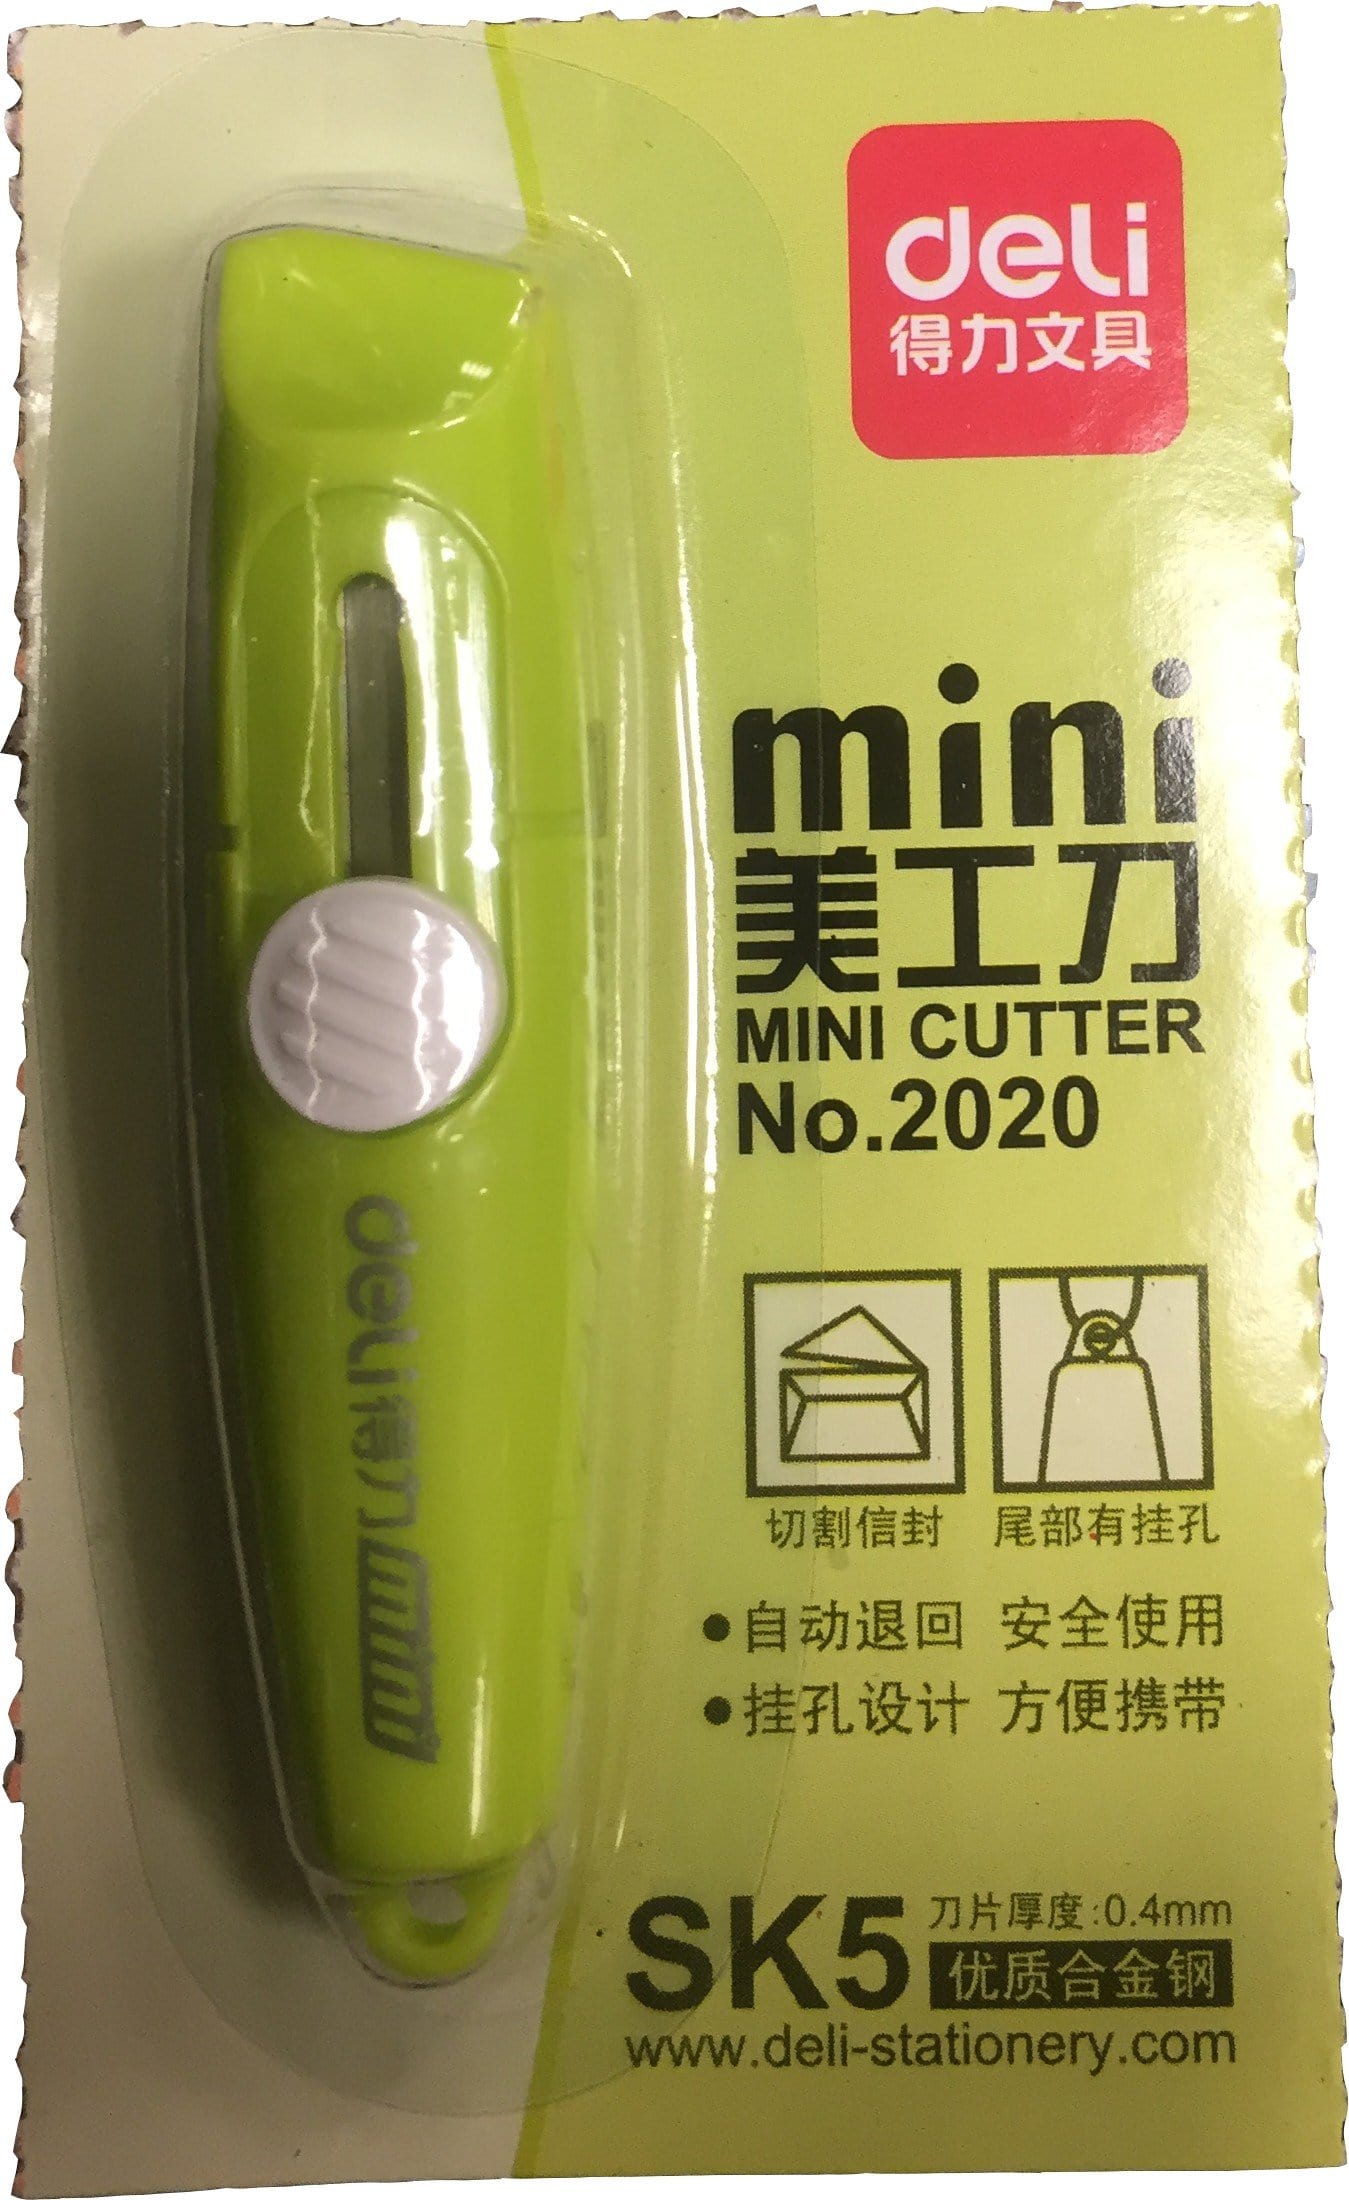 deli
得力文具
mini
美工刀
MINI CUTTER
No.2020
deli得力mini
切割信封
尾部有挂孔
●自动退回 安全使用
●挂孔设计 方便携带
SK5
刀片厚度:0.4mm
优质合金钢
www.deli-stationery.com